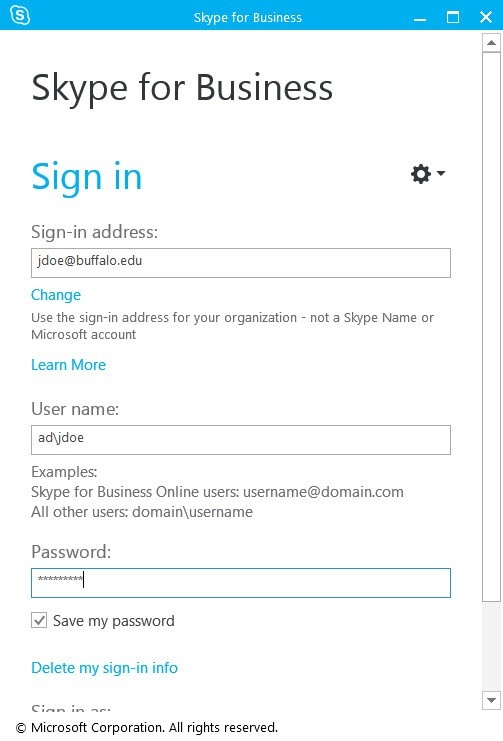 Skype for Business
Skype for Business
Sign in
Sign-in address:
jdoe@buffalo.edu
Change
Use the sign-in address for your organization - not a Skype Name or
Microsoft account
Learn More
User name:
ad\jdoe
Examples:
Skype for Business Online users: username@domain.com
All other users: domain\username
Password:
*********
Save my password
Delete my sign-in info
Sign in as:
© Microsoft Corporation. All rights reserved.